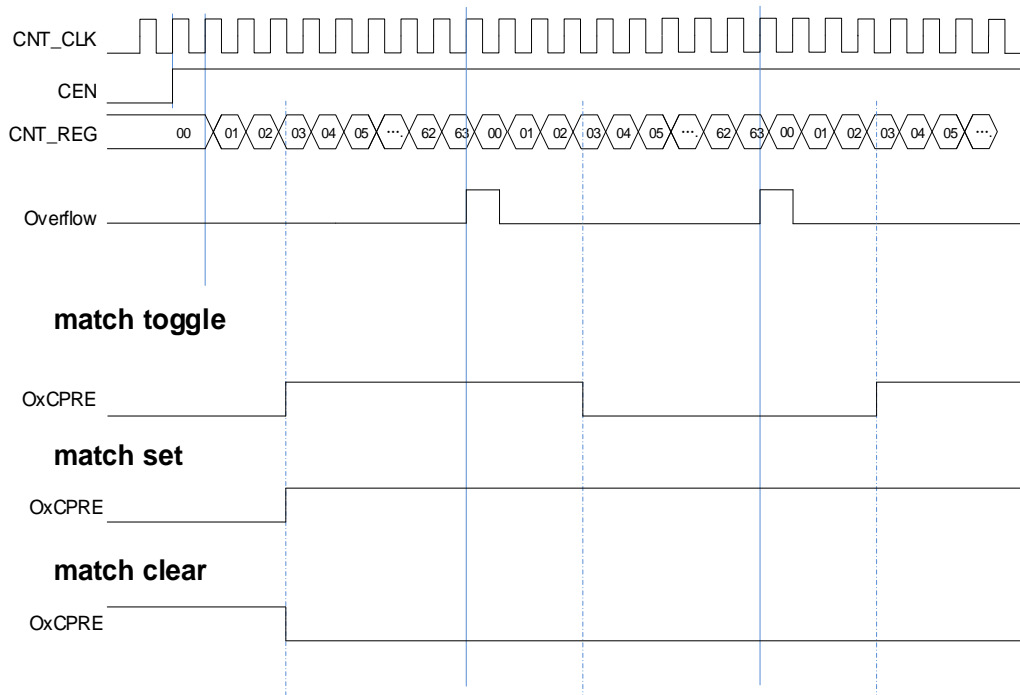 CNT_CLK
CEN
CNT_REG 00 01 02 03 04 05 ···. 62 63 00 01 02 03 04 05 ···. 62 63 00 01 02 03 04 05 ···.
Overflow
match toggle
OxCPRE
match set
OxCPRE
match clear
OxCPRE